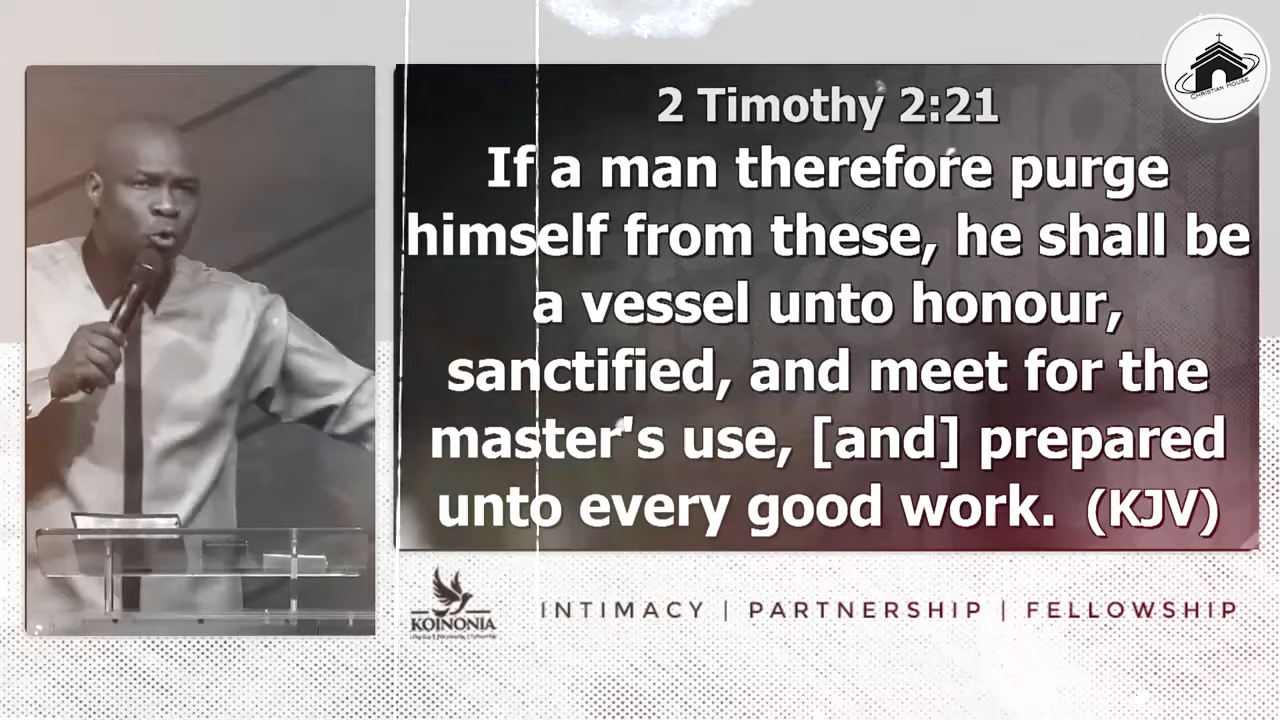 2 Timothy 2:21
If a man therefore purge
himself from these, he shall be
a vessel unto honour,
sanctified, and meet for the
master's use, [and] prepared
unto every good work. (KJV)
CHRISTIAN HOUSE
KOINONIA
INTIMACY | PARTNERSHIP | FELLOWSHIP